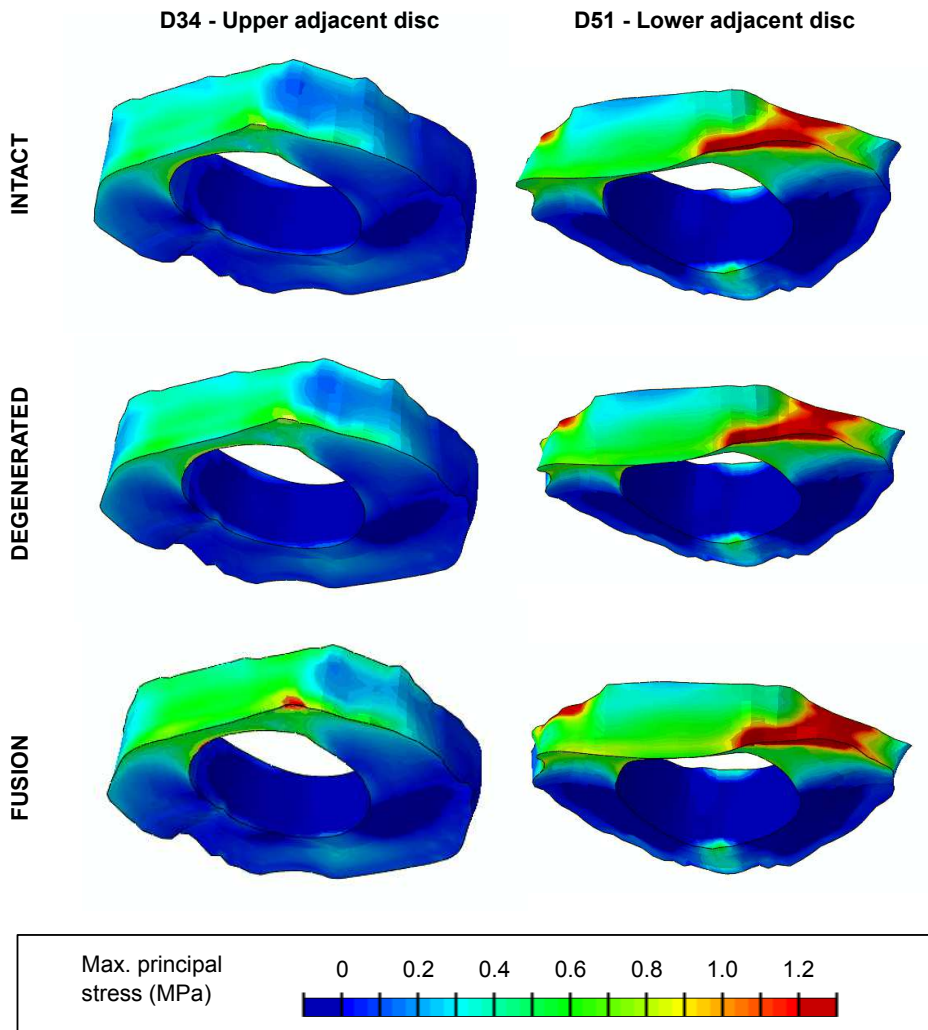 D34 - Upper adjacent disc
D51 - Lower adjacent disc
INTACT
DEGENERATED
FUSION
Max. principal
stress (MPa)
0 0.2 0.4 0.6 0.8 1.0 1.2